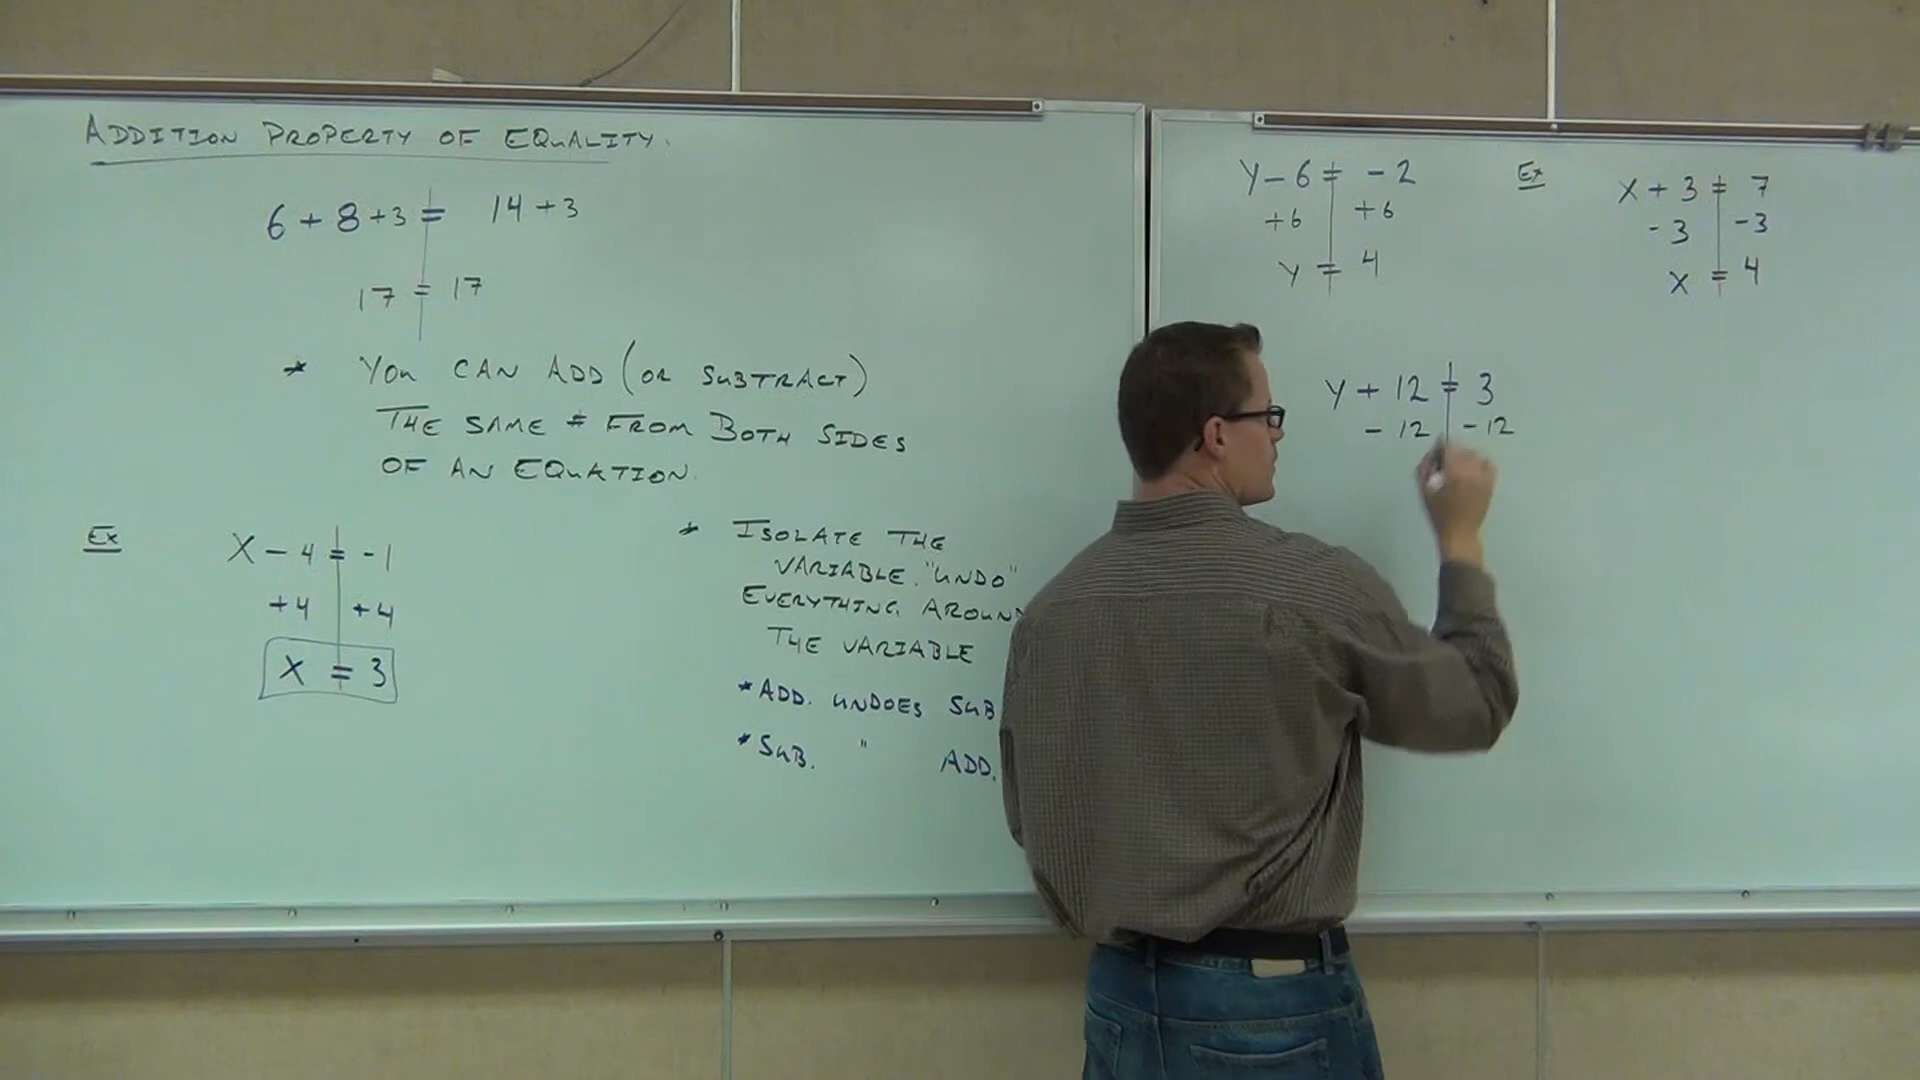 ADDITION PROPERTY OF EQUALITY.
6 + 8 + 3 = 14 + 3
17 = 17
* YOU CAN ADD (OR SUBTRACT)
THE SAME # FROM BOTH SIDES
OF AN EQUATION.
Ex
X - 4 = -1
+4 +4
X = 3
* ISOLATE THE
VARIABLE. "UNDO"
EVERYTHING AROUND
THE VARIABLE
* ADD. UNDOES SUB
* SUB. " ADD.
Y - 6 = -2
+6 +6
Y = 4
Ex
X + 3 = 7
-3 -3
X = 4
Y + 12 = 3
- 12 -12